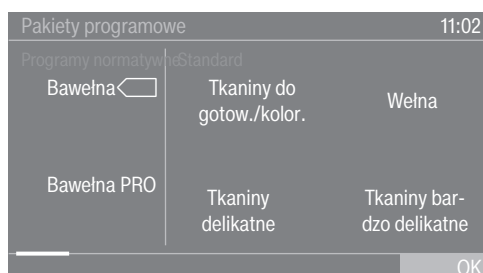 Pakiety programowe 11:02
Programy normatywne Standard
Bawełna
Tkaniny do
gotow./kolor.
Wełna
Bawełna PRO
Tkaniny
delikatne
Tkaniny bar-
dzo delikatne
OK